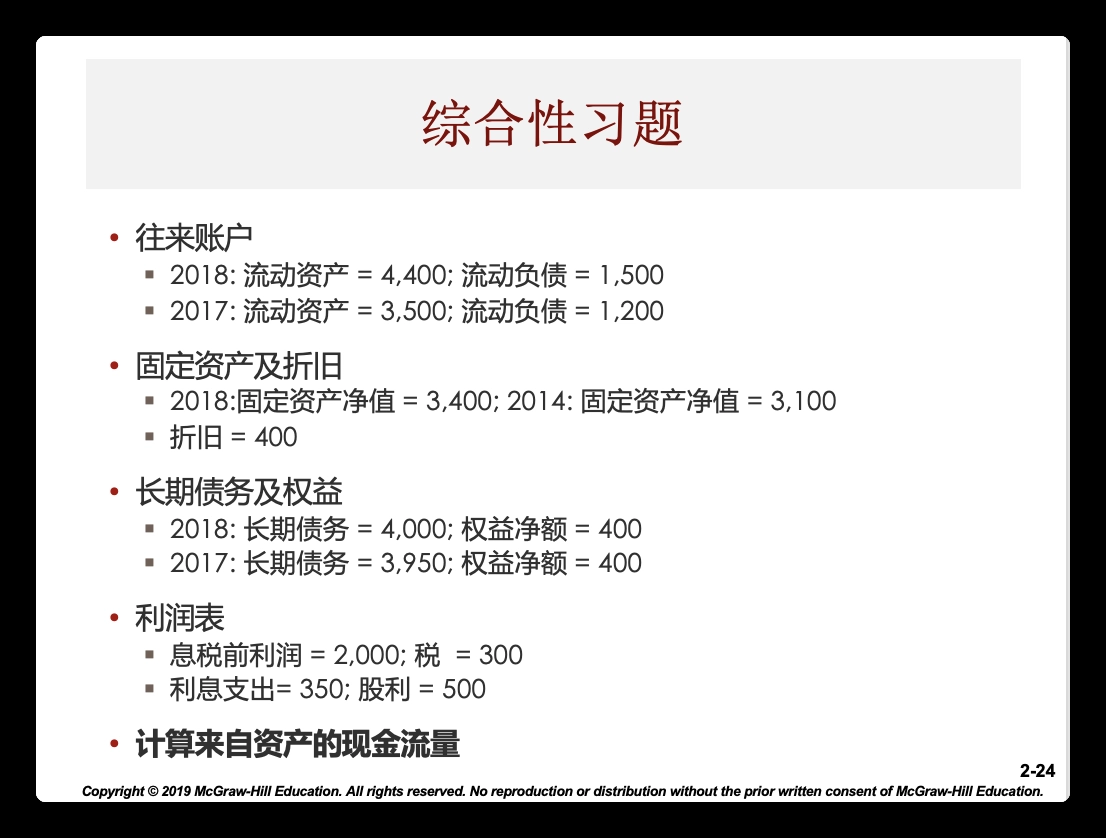 综合性习题
• 往来账户
▪ 2018: 流动资产 = 4,400; 流动负债 = 1,500
▪ 2017: 流动资产 = 3,500; 流动负债 = 1,200
• 固定资产及折旧
▪ 2018:固定资产净值 = 3,400; 2014: 固定资产净值 = 3,100
▪ 折旧 = 400
• 长期债务及权益
▪ 2018: 长期债务 = 4,000; 权益净额 = 400
▪ 2017: 长期债务 = 3,950; 权益净额 = 400
• 利润表
▪ 息税前利润 = 2,000; 税 = 300
▪ 利息支出= 350; 股利 = 500
• 计算来自资产的现金流量
2-24
Copyright © 2019 McGraw-Hill Education. All rights reserved. No reproduction or distribution without the prior written consent of McGraw-Hill Education.